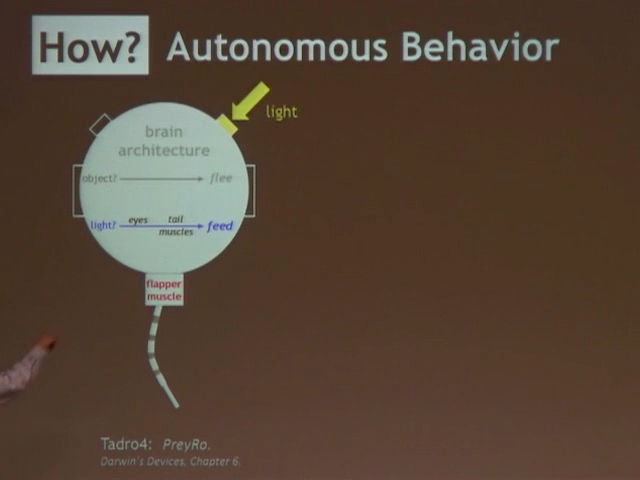 How? Autonomous Behavior
light
brain
architecture
object? flee
light? eyes tail muscles feed
flapper
muscle
Tadro4: PreyRo.
Darwin's Devices, Chapter 6.